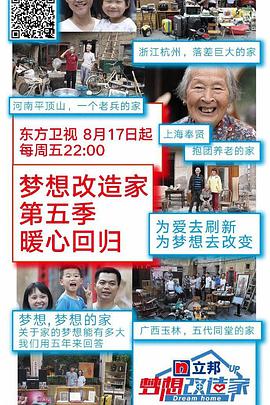 浙江杭州，落差巨大的家
河南平顶山，一个老兵的家
东方卫视 8月17日起
每周五22:00
上海奉贤
抱团养老的家
梦想改造家
第五季
暖心回归
为爱去刷新
为梦想去改变
梦想，梦想的家
关于家的梦想能有多大
我们用五年来回答
广西玉林，五代同堂的家
立邦
梦想改造家
UP
Dream home